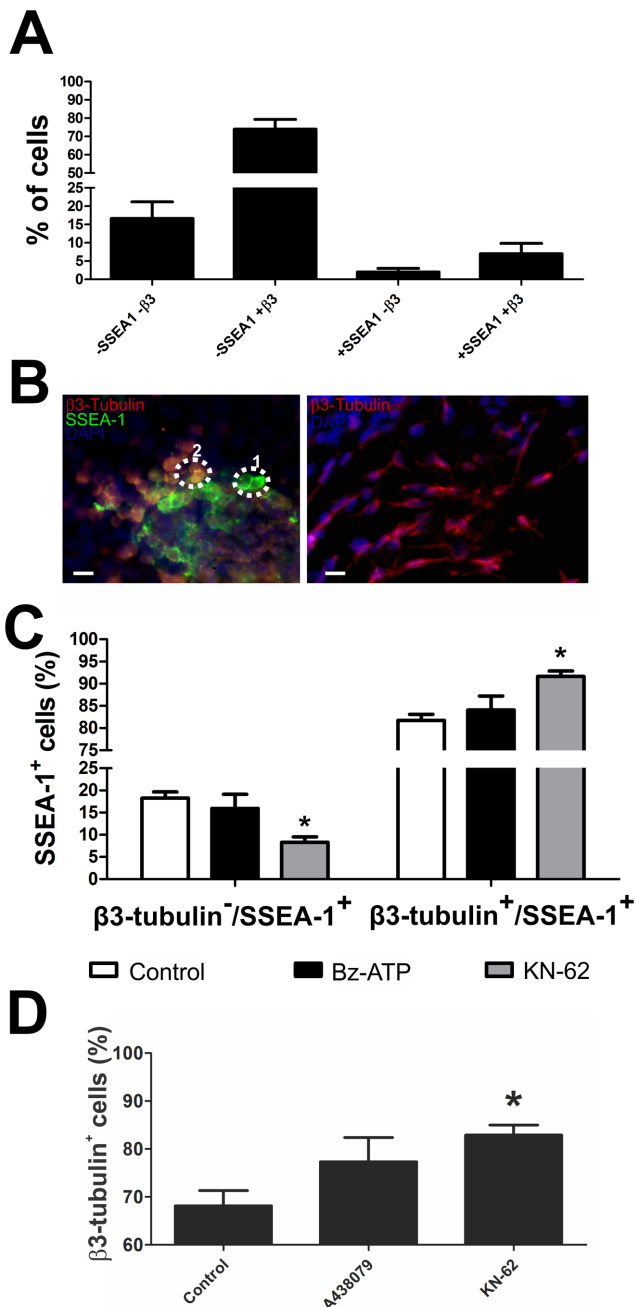 A
% of cells
100
90
80
70
60
50
25
20
15
10
5
0
-SSEA1 -β3
-SSEA1 +β3
+SSEA1 -β3
+SSEA1 +β3
B
β3-Tubulin
SSEA-1
DAPI
2
1
β3-Tubulin
DAPI
C
SSEA-1+ cells (%)
100
95
90
85
80
75
25
20
15
10
5
0
*
*
β3-tubulin-/SSEA-1+
β3-tubulin+/SSEA-1+
Control
Bz-ATP
KN-62
D
β3-tubulin+ cells (%)
100
90
80
70
60
*
Control
A438079
KN-62